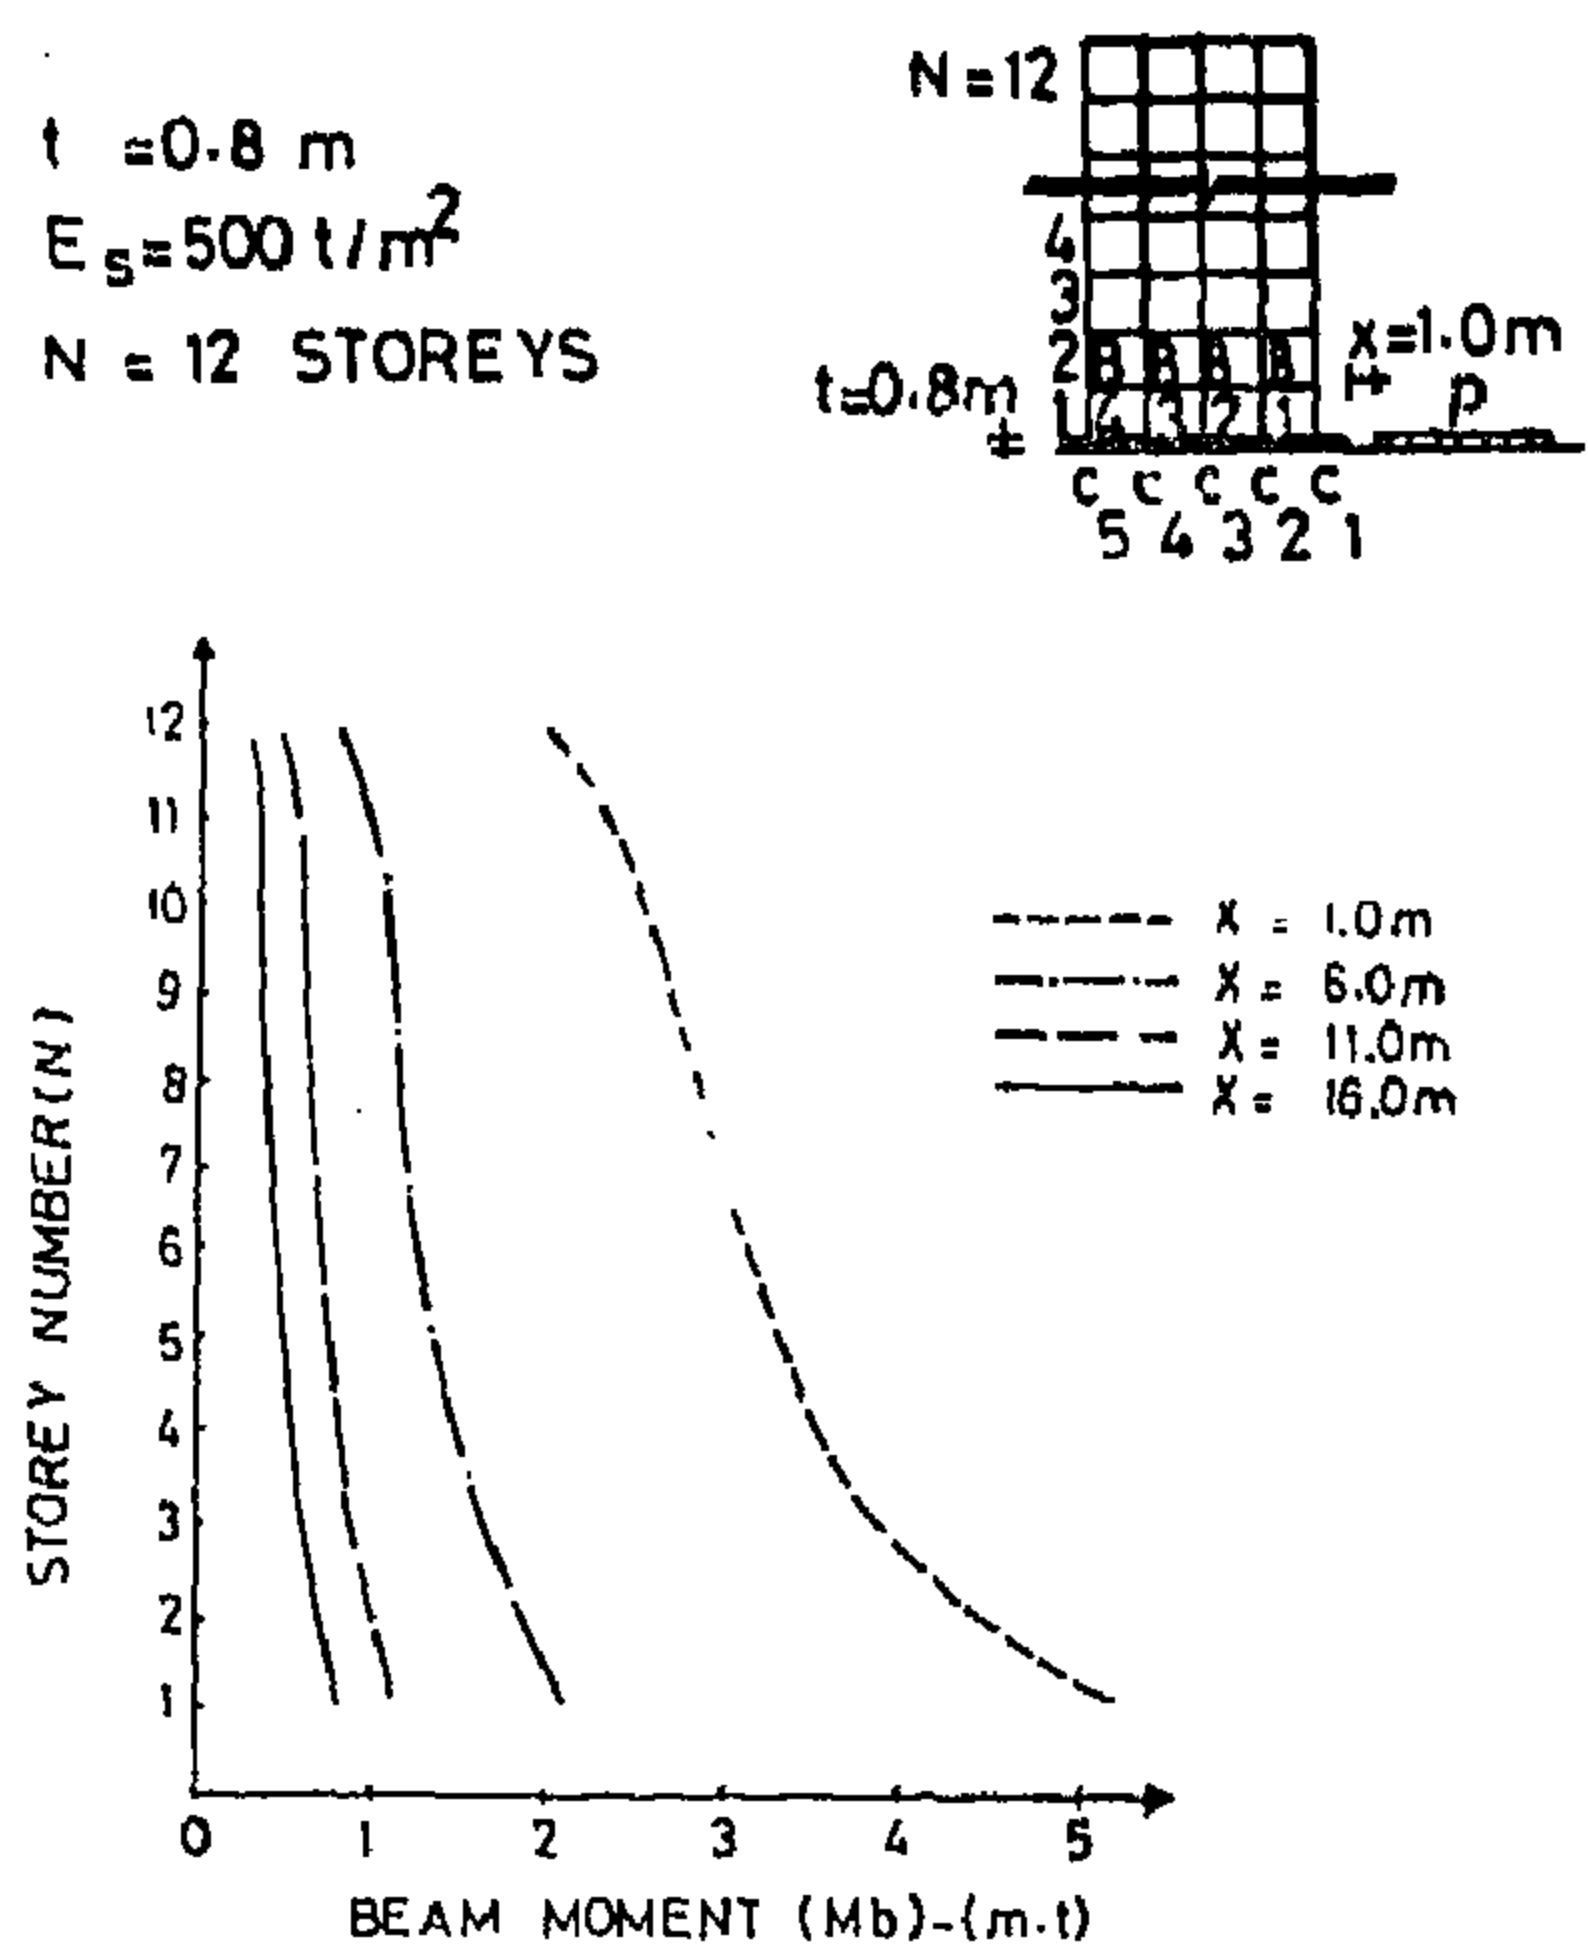 t = 0.8 m
Es = 500 t/m²
N = 12 STOREYS
N = 12
4
3
2 B B B B
1 4 3 2 1
t=0.8m
x=1.0m
p
C C C C C
5 4 3 2 1
12
11
10
9
8
7
6
5
4
3
2
1
STOREY NUMBER(N)
X = 1.0m
X = 6.0m
X = 11.0m
X = 16.0m
0 1 2 3 4 5
BEAM MOMENT (Mb)-(m.t)